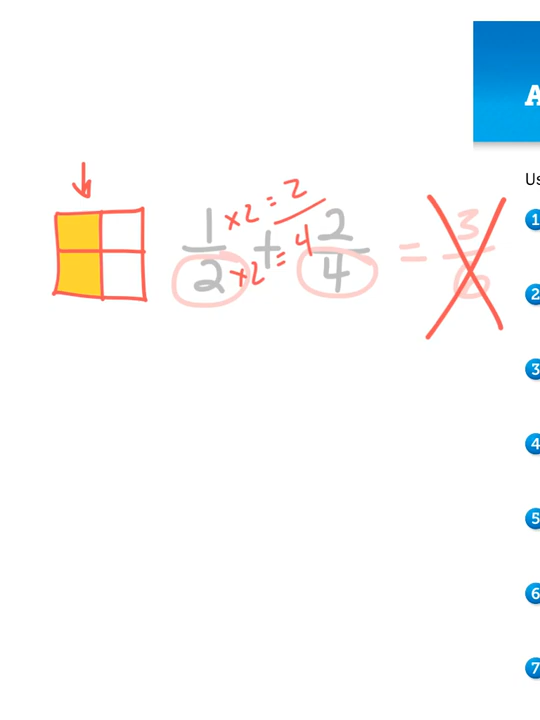 A
Us
1/2 ×2 = 2/4 + 2/4 = 3/6
×2 =
1
2
3
4
5
6
7